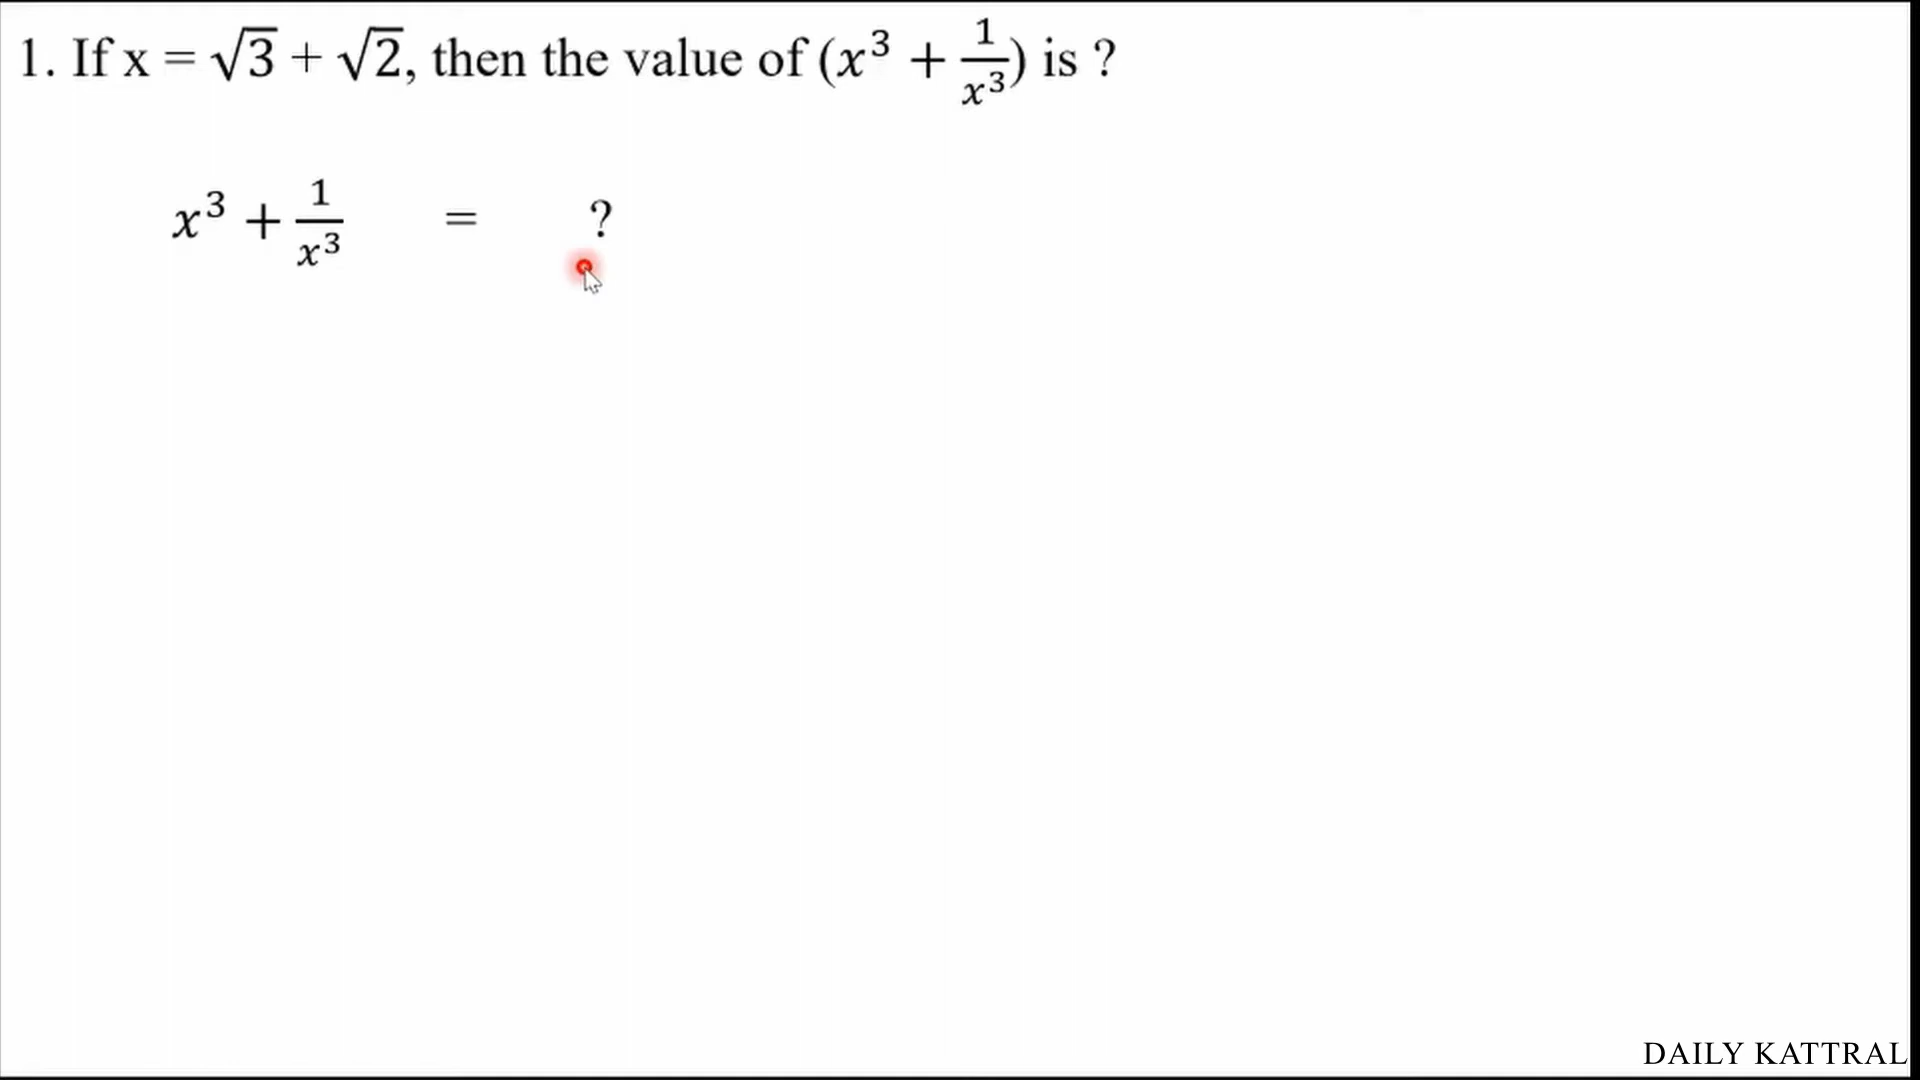 1. If x = √3 + √2, then the value of (x³ + 1/x³) is ?
x³ + 1/x³ = ?
DAILY KATTRAL